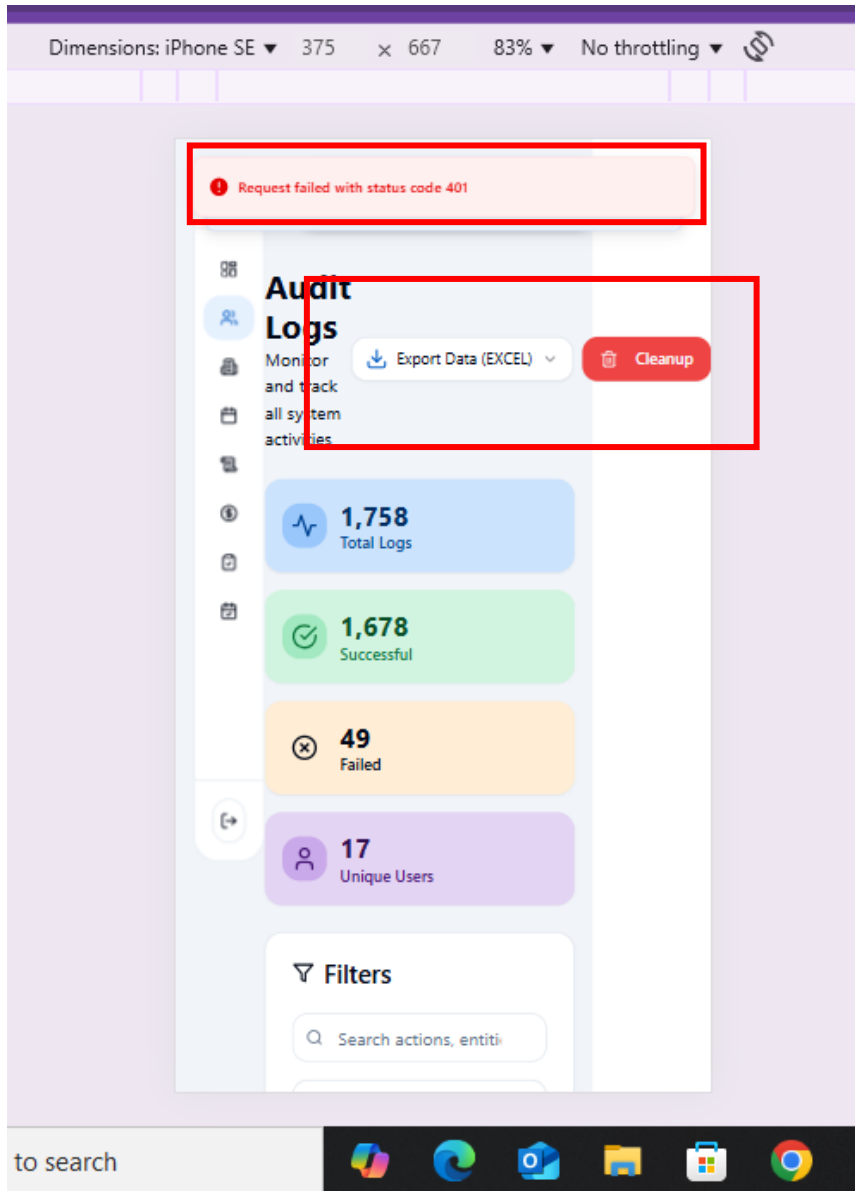 Dimensions: iPhone SE ▼ 375 × 667 83% ▼ No throttling ▼
Request failed with status code 401
Audit
Logs
Monitor
and track
all system
activities
Export Data (EXCEL)
Cleanup
1,758
Total Logs
1,678
Successful
49
Failed
17
Unique Users
Filters
Search actions, entiti
to search